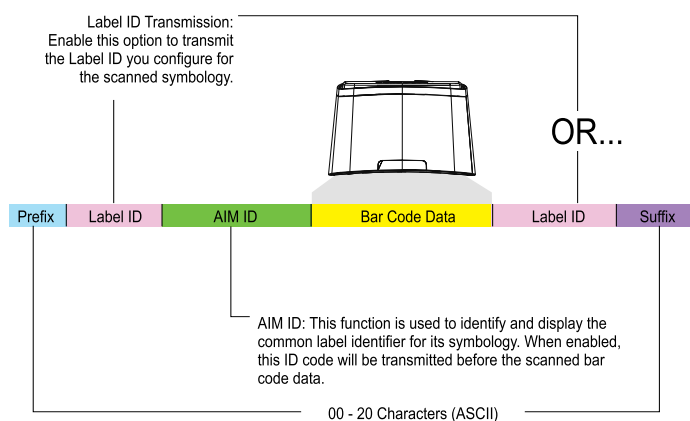 Label ID Transmission:
Enable this option to transmit
the Label ID you configure for
the scanned symbology.
OR...
Prefix
Label ID
AIM ID
Bar Code Data
Label ID
Suffix
AIM ID: This function is used to identify and display the
common label identifier for its symbology. When enabled,
this ID code will be transmitted before the scanned bar
code data.
00 - 20 Characters (ASCII)